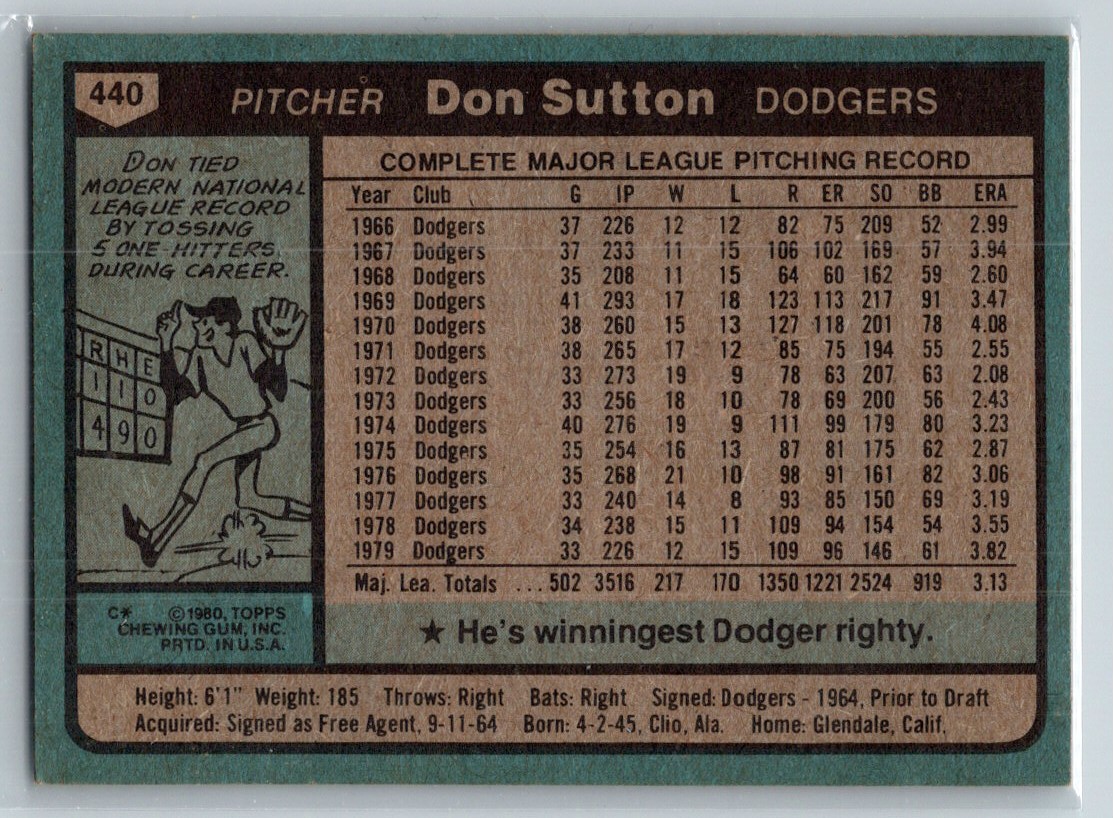 440 PITCHER Don Sutton DODGERS
DON TIED
MODERN NATIONAL
LEAGUE RECORD
BY TOSSING
5 ONE-HITTERS
DURING CAREER.
R H E
1 1 0
4 9 0
COMPLETE MAJOR LEAGUE PITCHING RECORD
Year Club G IP W L R ER SO BB ERA
1966 Dodgers 37 226 12 12 82 75 209 52 2.99
1967 Dodgers 37 233 11 15 106 102 169 57 3.94
1968 Dodgers 35 208 11 15 64 60 162 59 2.60
1969 Dodgers 41 293 17 18 123 113 217 91 3.47
1970 Dodgers 38 260 15 13 127 118 201 78 4.08
1971 Dodgers 38 265 17 12 85 75 194 55 2.55
1972 Dodgers 33 273 19 9 78 63 207 63 2.08
1973 Dodgers 33 256 18 10 78 69 200 56 2.43
1974 Dodgers 40 276 19 9 111 99 179 80 3.23
1975 Dodgers 35 254 16 13 87 81 175 62 2.87
1976 Dodgers 35 268 21 10 98 91 161 82 3.06
1977 Dodgers 33 240 14 8 93 85 150 69 3.19
1978 Dodgers 34 238 15 11 109 94 154 54 3.55
1979 Dodgers 33 226 12 15 109 96 146 61 3.82
Maj. Lea. Totals ... 502 3516 217 170 1350 1221 2524 919 3.13
★ He's winningest Dodger righty.
C* ©1980, TOPPS
CHEWING GUM, INC.
PRTD. IN U.S.A.
Height: 6'1" Weight: 185 Throws: Right Bats: Right Signed: Dodgers - 1964, Prior to Draft
Acquired: Signed as Free Agent, 9-11-64 Born: 4-2-45, Clio, Ala. Home: Glendale, Calif.